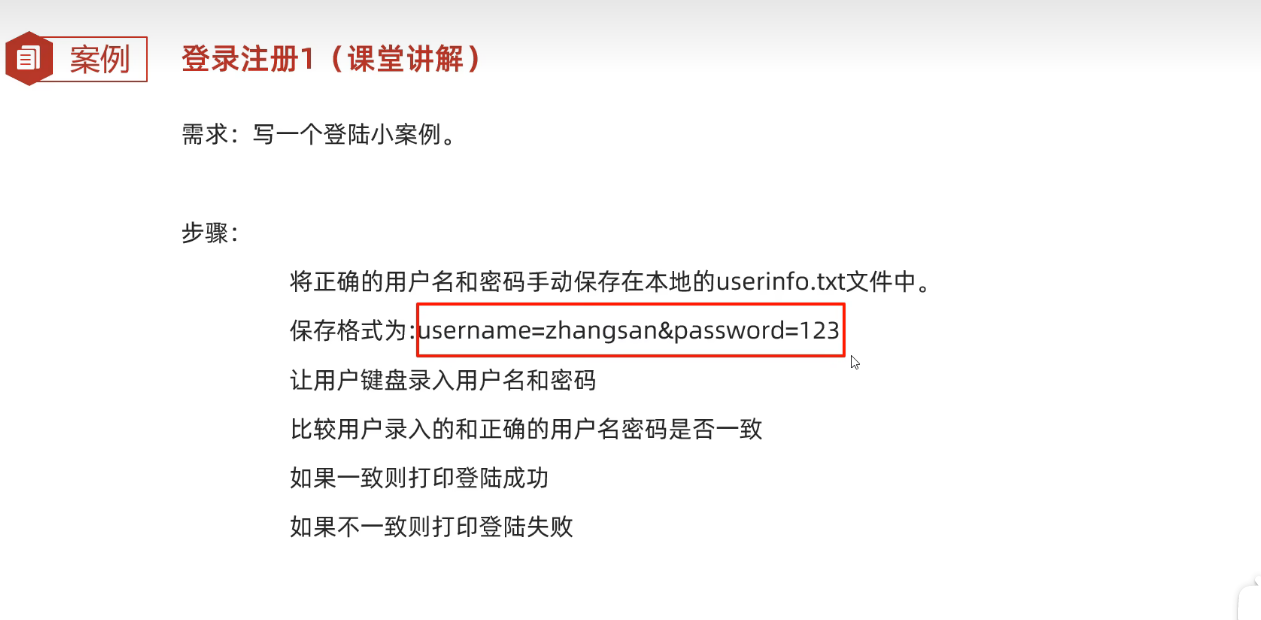 案例
登录注册1（课堂讲解）
需求：写一个登陆小案例。
步骤：
将正确的用户名和密码手动保存在本地的userinfo.txt文件中。
保存格式为:username=zhangsan&password=123
让用户键盘录入用户名和密码
比较用户录入的和正确的用户名密码是否一致
如果一致则打印登陆成功
如果不一致则打印登陆失败